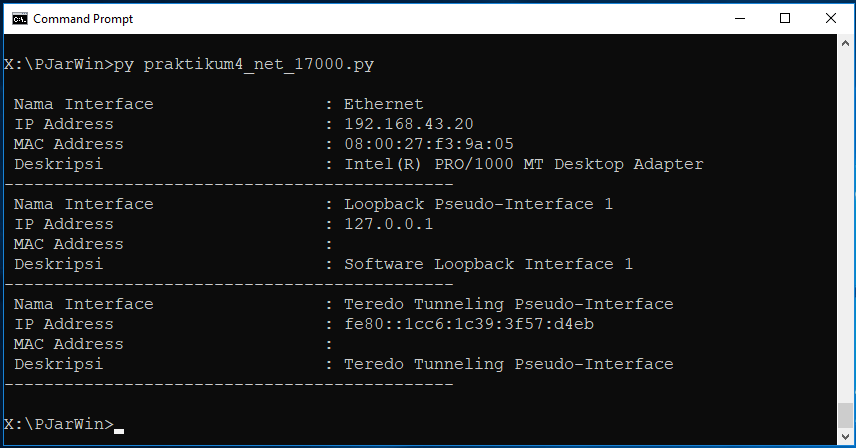 Command Prompt
X:\PJarWin>py praktikum4_net_17000.py
Nama Interface : Ethernet
IP Address : 192.168.43.20
MAC Address : 08:00:27:f3:9a:05
Deskripsi : Intel(R) PRO/1000 MT Desktop Adapter
---------------------------------------------
Nama Interface : Loopback Pseudo-Interface 1
IP Address : 127.0.0.1
MAC Address :
Deskripsi : Software Loopback Interface 1
---------------------------------------------
Nama Interface : Teredo Tunneling Pseudo-Interface
IP Address : fe80::1cc6:1c39:3f57:d4eb
MAC Address :
Deskripsi : Teredo Tunneling Pseudo-Interface
---------------------------------------------
X:\PJarWin>